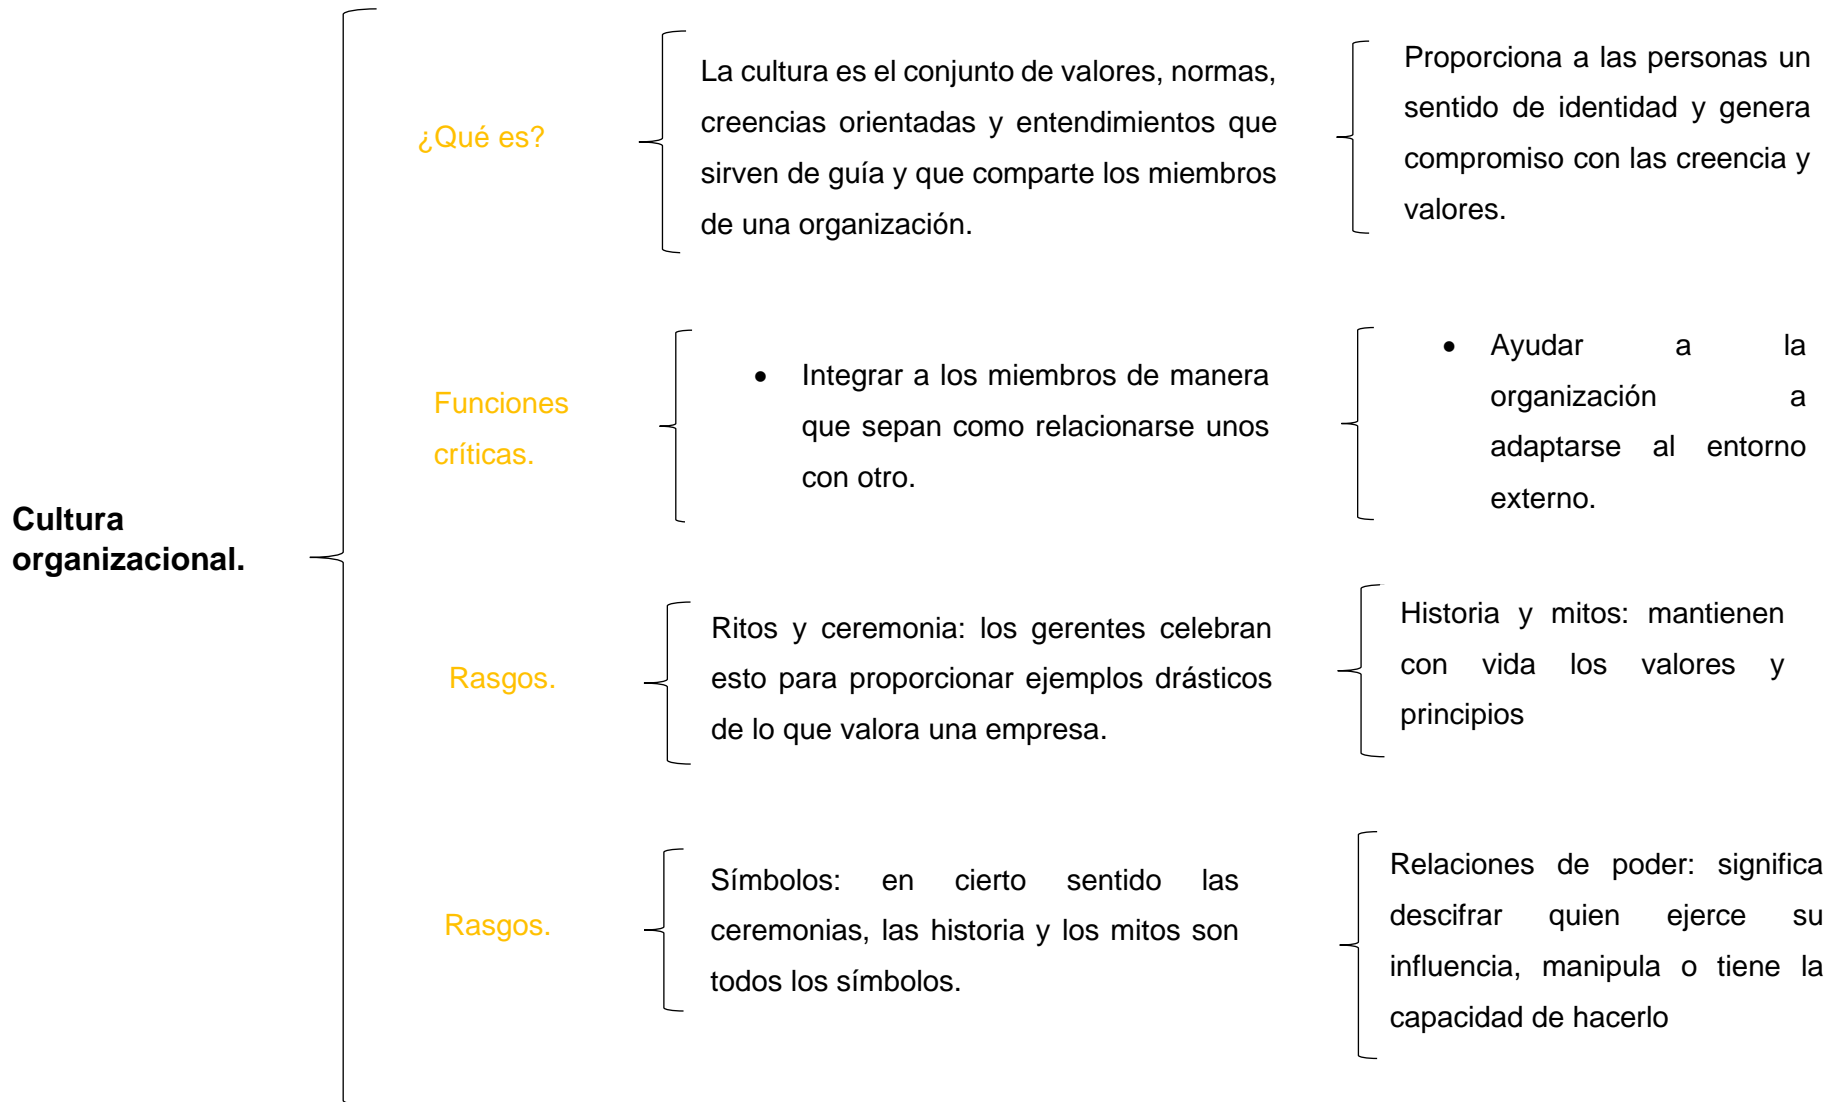 Cultura
organizacional.
¿Qué es?
La cultura es el conjunto de valores, normas,
creencias orientadas y entendimientos que
sirven de guía y que comparte los miembros
de una organización.
Proporciona a las personas un
sentido de identidad y genera
compromiso con las creencia y
valores.
Funciones
críticas.
• Integrar a los miembros de manera
que sepan como relacionarse unos
con otro.
• Ayudar a la
organización a
adaptarse al entorno
externo.
Rasgos.
Ritos y ceremonia: los gerentes celebran
esto para proporcionar ejemplos drásticos
de lo que valora una empresa.
Historia y mitos: mantienen
con vida los valores y
principios
Rasgos.
Símbolos: en cierto sentido las
ceremonias, las historia y los mitos son
todos los símbolos.
Relaciones de poder: significa
descifrar quien ejerce su
influencia, manipula o tiene la
capacidad de hacerlo